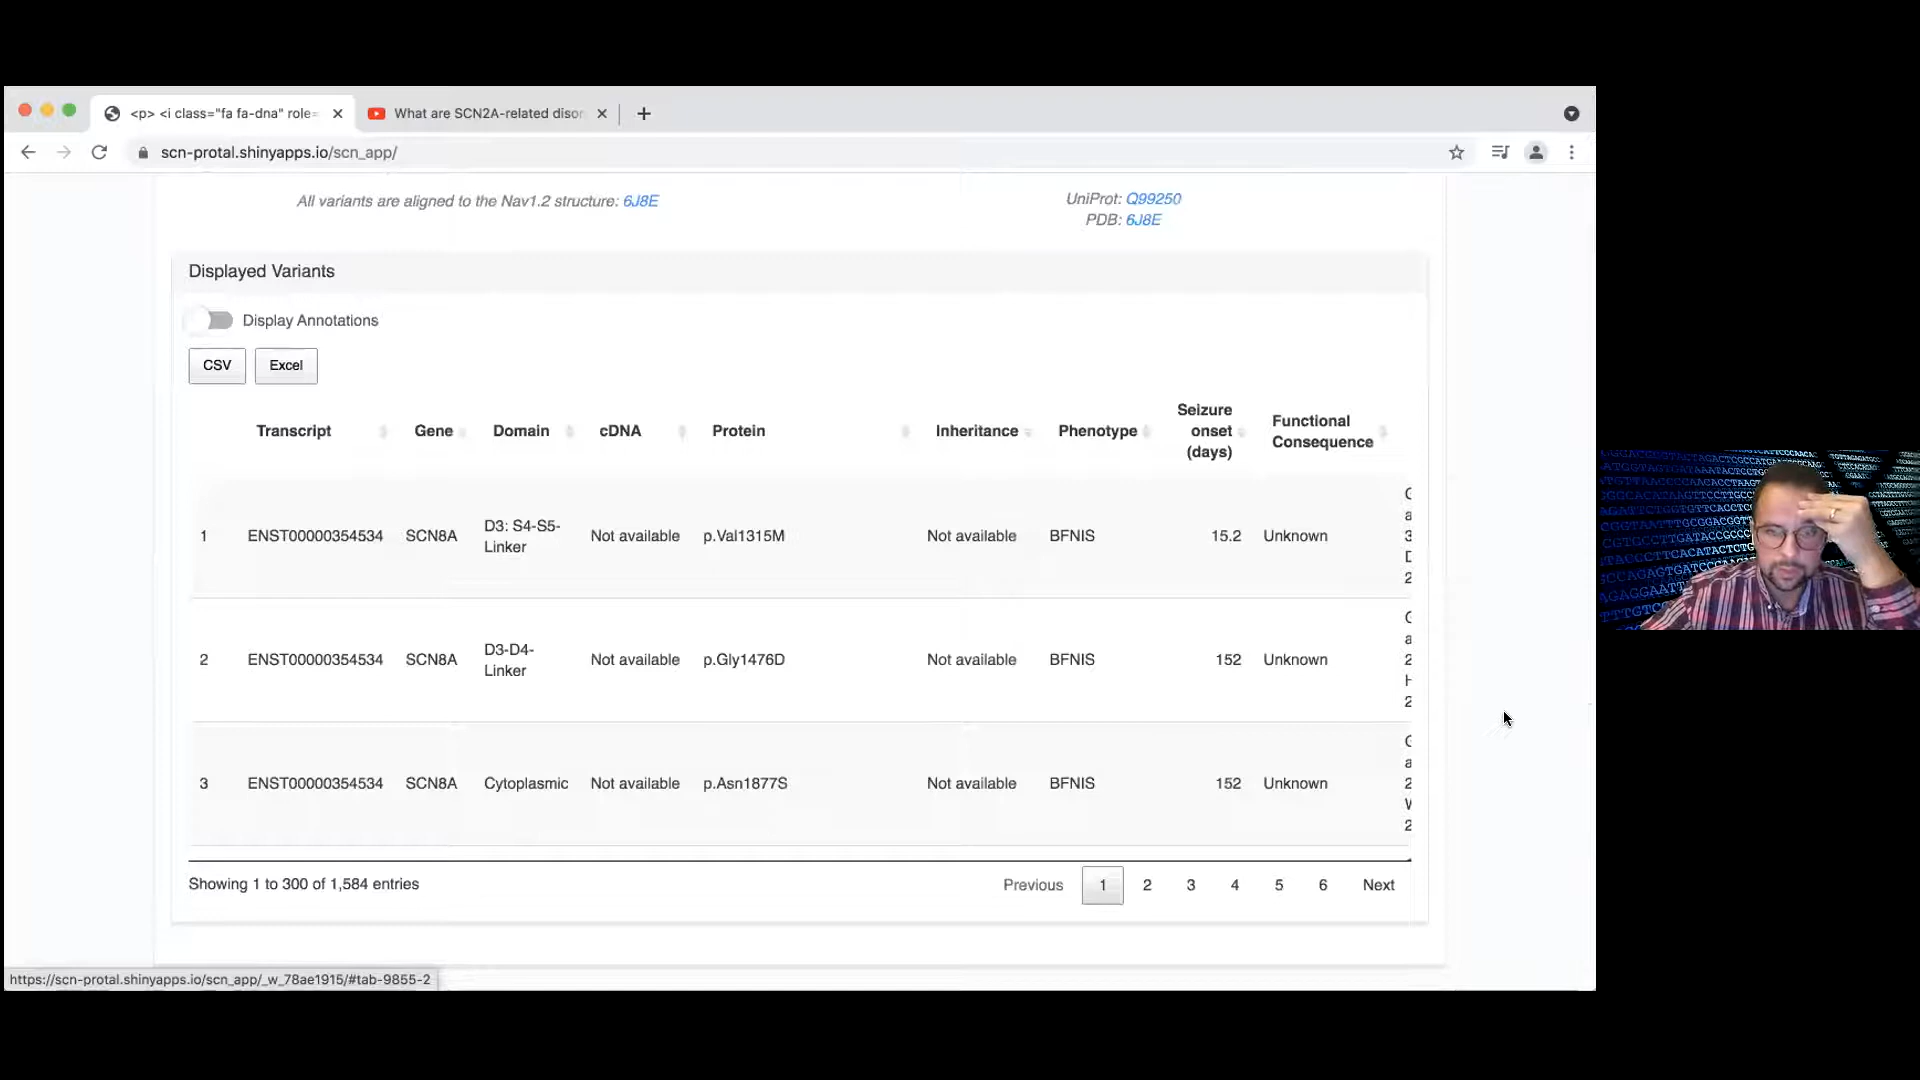 <p> <i class="fa fa-dna" role=
What are SCN2A-related disor
scn-protal.shinyapps.io/scn_app/
All variants are aligned to the Nav1.2 structure: 6J8E
UniProt: Q99250
PDB: 6J8E
Displayed Variants
Display Annotations
CSV Excel
Transcript Gene Domain cDNA Protein Inheritance Phenotype Seizure onset (days) Functional Consequence
1 ENST00000354534 SCN8A D3: S4-S5-Linker Not available p.Val1315M Not available BFNIS 15.2 Unknown
2 ENST00000354534 SCN8A D3-D4-Linker Not available p.Gly1476D Not available BFNIS 152 Unknown
3 ENST00000354534 SCN8A Cytoplasmic Not available p.Asn1877S Not available BFNIS 152 Unknown
Showing 1 to 300 of 1,584 entries
Previous 1 2 3 4 5 6 Next
https://scn-protal.shinyapps.io/scn_app/_w_78ae1915/#tab-9855-2